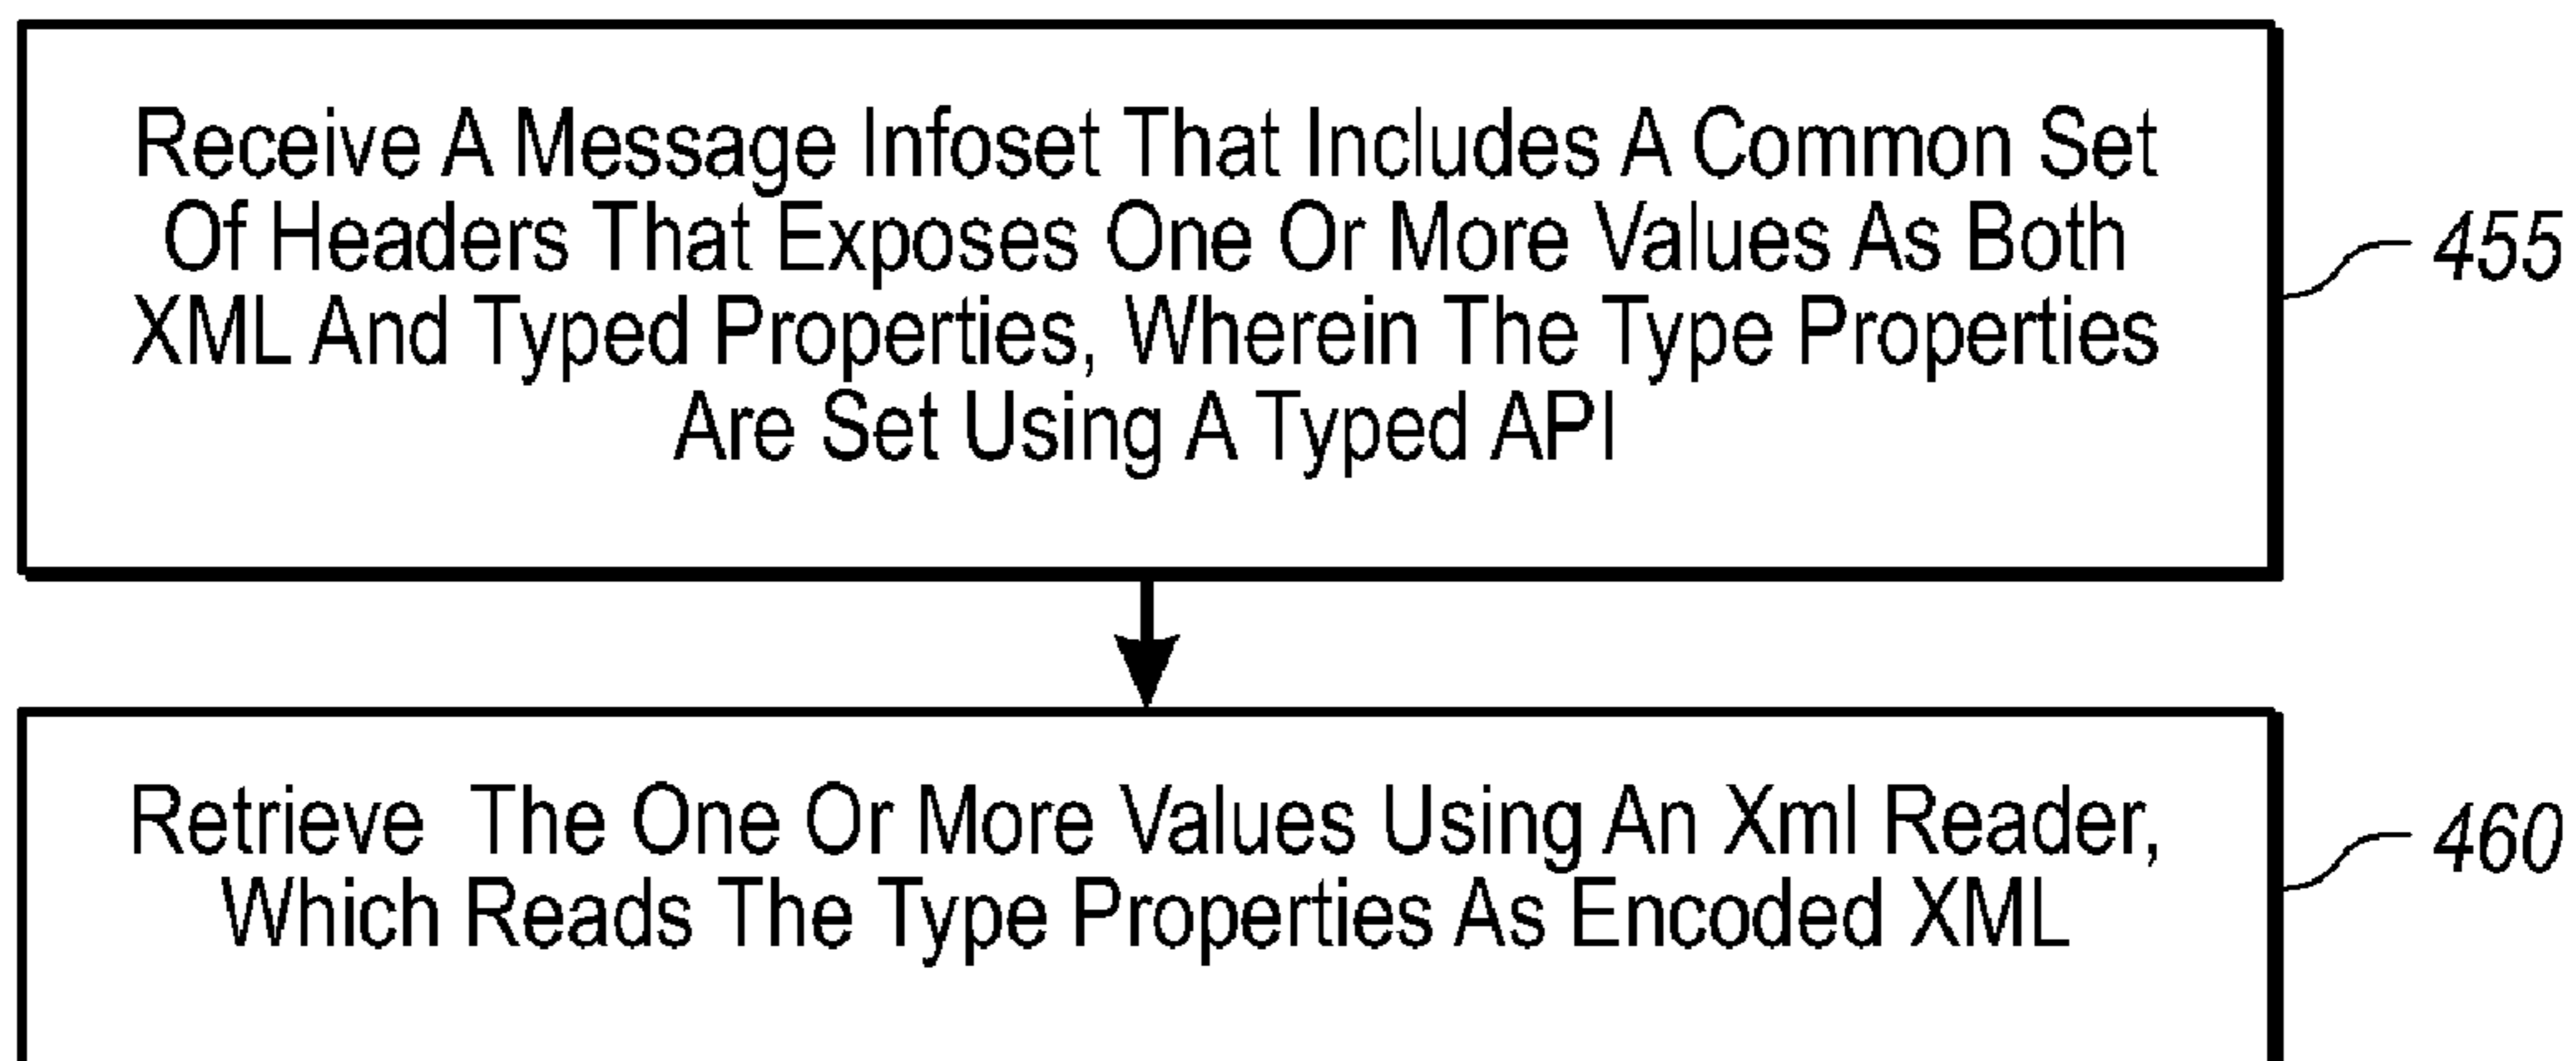 Receive A Message Infoset That Includes A Common Set
Of Headers That Exposes One Or More Values As Both
XML And Typed Properties, Wherein The Type Properties
Are Set Using A Typed API
455
Retrieve The One Or More Values Using An Xml Reader,
Which Reads The Type Properties As Encoded XML
460